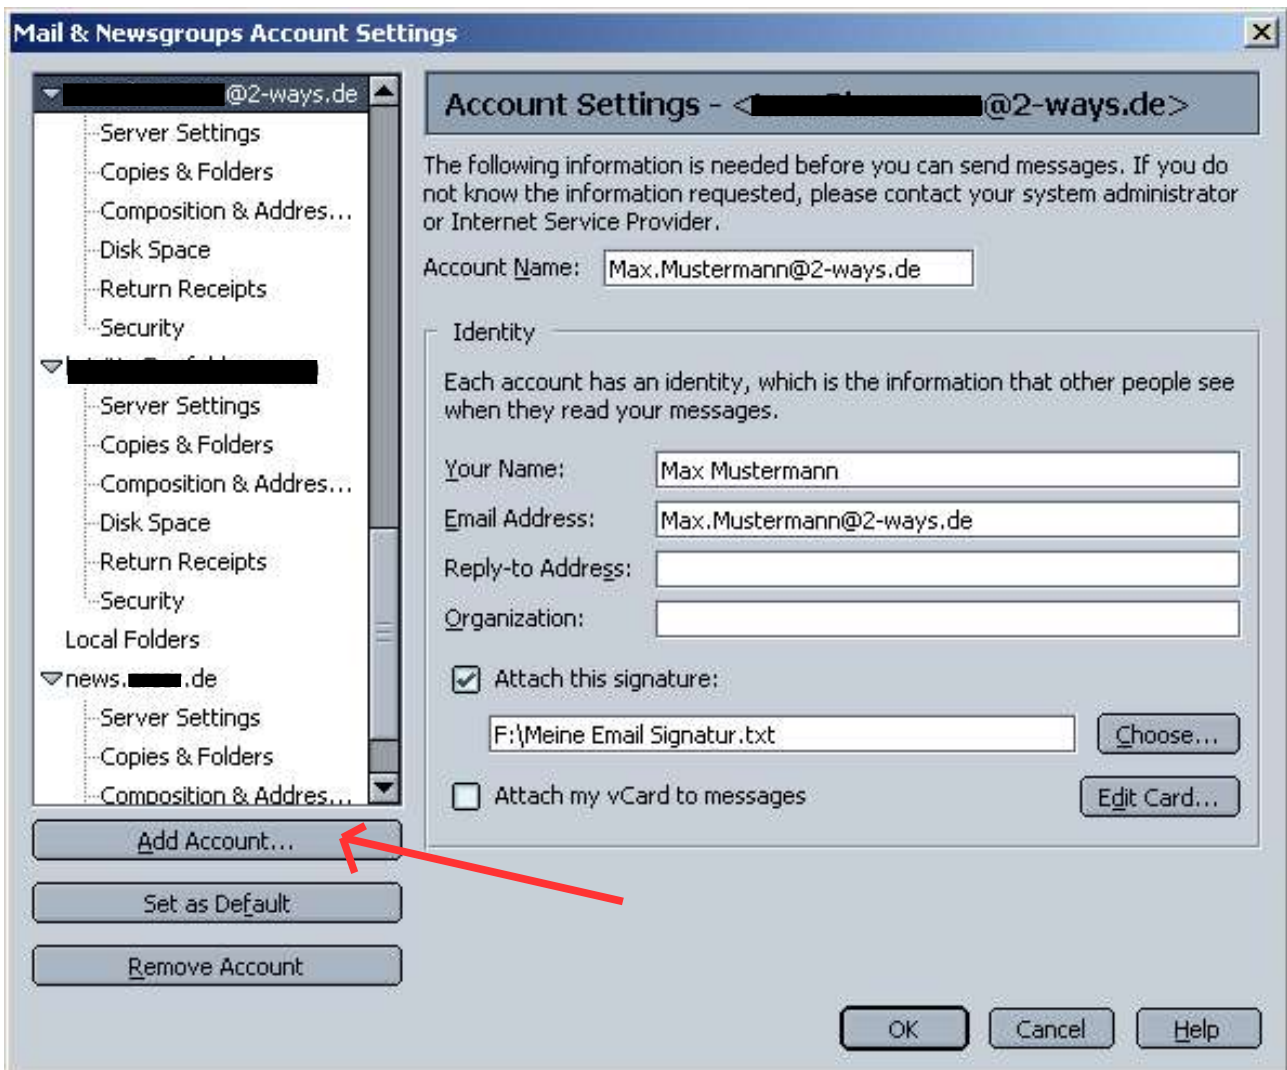 Mail & Newsgroups Account Settings
@2-ways.de
Server Settings
Copies & Folders
Composition & Addres...
Disk Space
Return Receipts
Security
Server Settings
Copies & Folders
Composition & Addres...
Disk Space
Return Receipts
Security
Local Folders
news. .de
Server Settings
Copies & Folders
Composition & Addres...
Add Account...
Set as Default
Remove Account
Account Settings - < @2-ways.de>
The following information is needed before you can send messages. If you do
not know the information requested, please contact your system administrator
or Internet Service Provider.
Account Name: Max.Mustermann@2-ways.de
Identity
Each account has an identity, which is the information that other people see
when they read your messages.
Your Name: Max Mustermann
Email Address: Max.Mustermann@2-ways.de
Reply-to Address:
Organization:
Attach this signature:
F:\Meine Email Signatur.txt Choose...
Attach my vCard to messages Edit Card...
OK Cancel Help